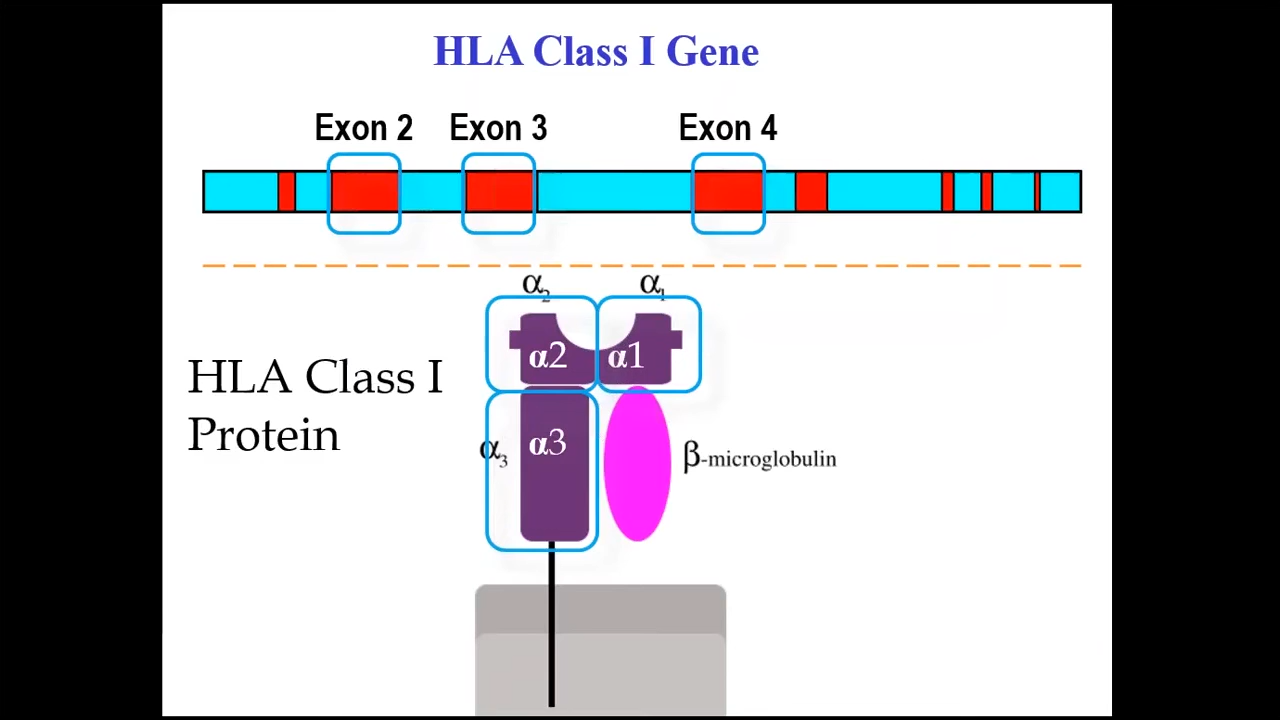 HLA Class I Gene
Exon 2 Exon 3 Exon 4
α2 α1
α2 α1
HLA Class I
Protein
α3 α3
β-microglobulin